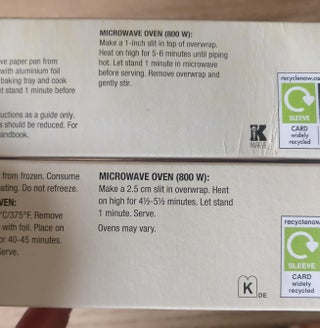 MICROWAVE OVEN (800 W):
ve paper pan from
Make a 1-inch slit in top of overwrap.
with aluminium foil
Heat on high for 5-6 minutes until piping
baking tray and cook
hot. Let stand 1 minute in microwave
et stand 1 minute before
before serving. Remove overwrap and
gently stir.
uctions as a guide only.
s should be reduced. For
andbook.
recyclenow.co
SLEEVE
CARD
widely
recycled
K
PAREVE
from frozen. Consume
ating. Do not refreeze.
VEN:
°C/375°F. Remove
with foil. Place on
or 40-45 minutes.
Serve.
MICROWAVE OVEN (800 W):
Make a 2.5 cm slit in overwrap. Heat
on high for 4½-5½ minutes. Let stand
1 minute. Serve.
Ovens may vary.
recyclenow
SLEEVE
CARD
widely
recycled
K
DE